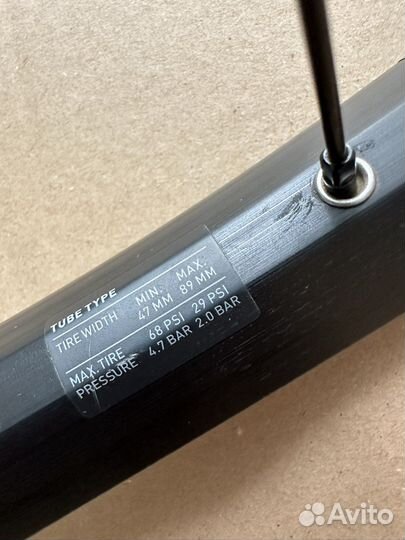 TUBE TYPE
MIN. MAX.
TIRE WIDTH 47 MM 89 MM
MAX. TIRE 68 PSI 29 PSI
PRESSURE 4.7 BAR 2.0 BAR
Avito